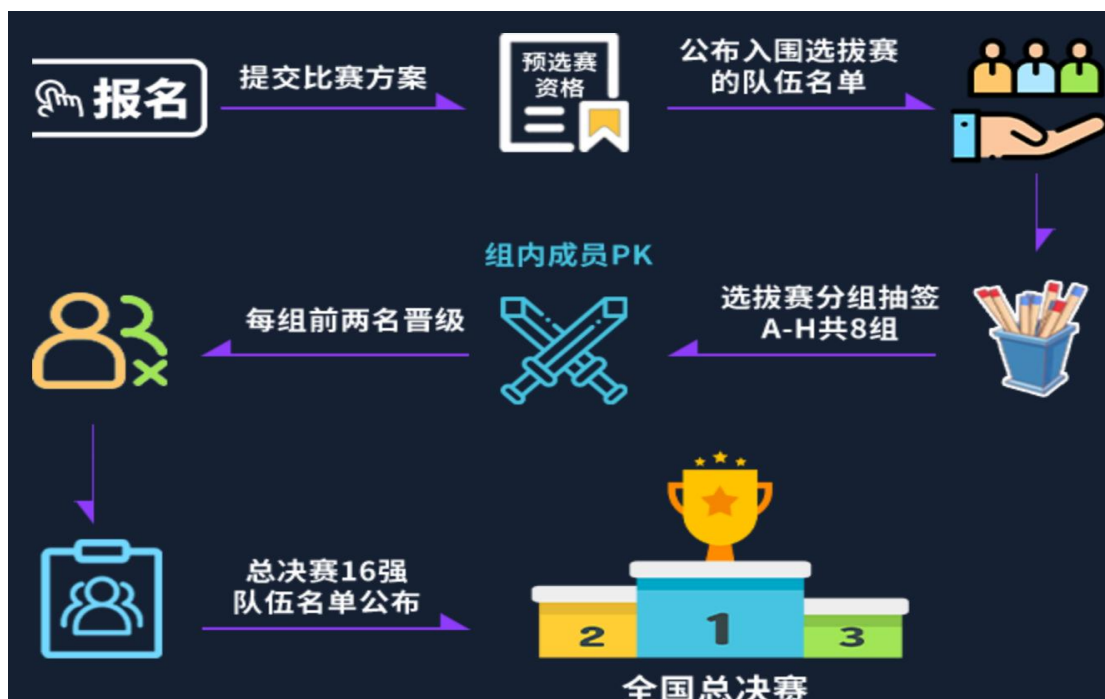 报名
提交比赛方案
预选赛
资格
公布入围选拔赛
的队伍名单
组内成员PK
每组前两名晋级
选拔赛分组抽签
A-H共8组
总决赛16强
队伍名单公布
2
1
3
全国总决赛